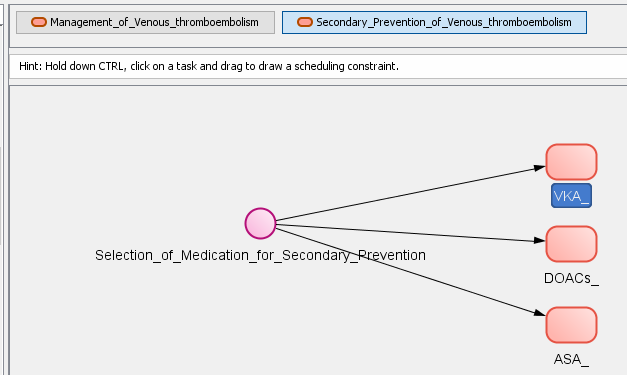 Management_of_Venous_thromboembolism
Secondary_Prevention_of_Venous_thromboembolism
Hint: Hold down CTRL, click on a task and drag to draw a scheduling constraint.
VKA_
Selection_of_Medication_for_Secondary_Prevention
DOACs_
ASA_